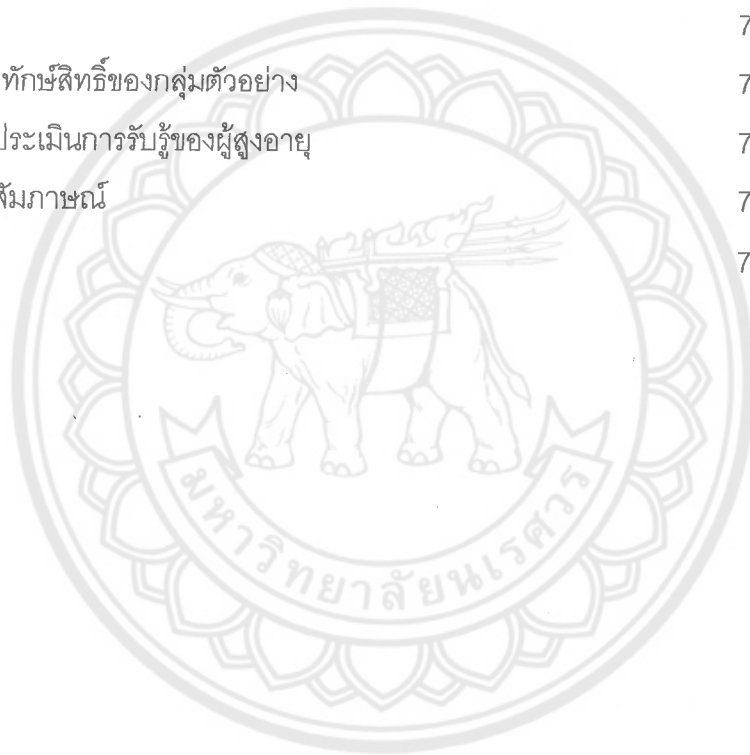 7
ทักษ์สิทธิ์ของกลุ่มตัวอย่าง 7
ประเมินการรับรู้ของผู้สูงอายุ 7
สัมภาษณ์ 7
7
มหาวิทยาลัยนเรศวร